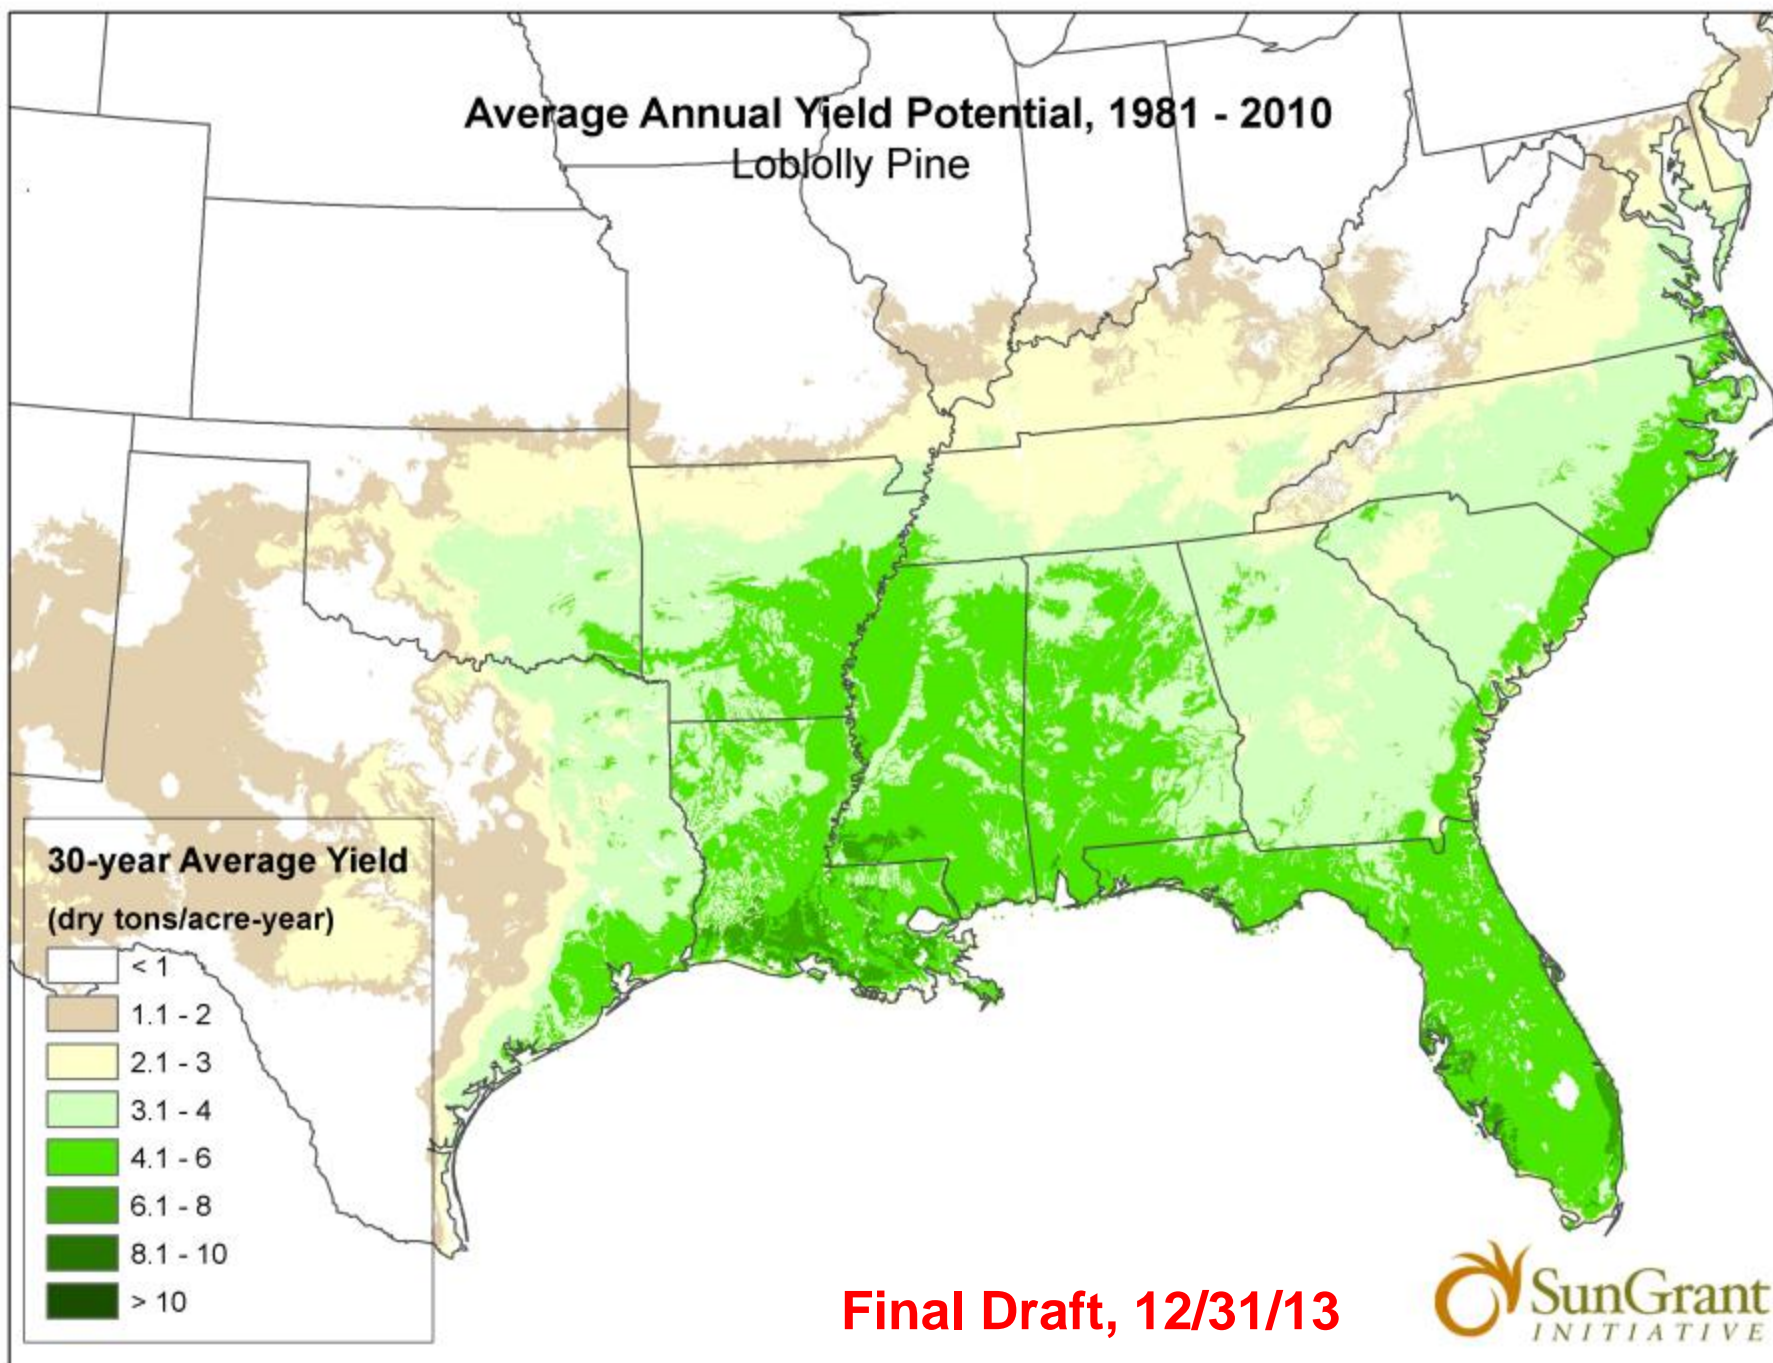 Average Annual Yield Potential, 1981 - 2010
Loblolly Pine
30-year Average Yield
(dry tons/acre-year)
< 1
1.1 - 2
2.1 - 3
3.1 - 4
4.1 - 6
6.1 - 8
8.1 - 10
> 10
Final Draft, 12/31/13
SunGrant
INITIATIVE